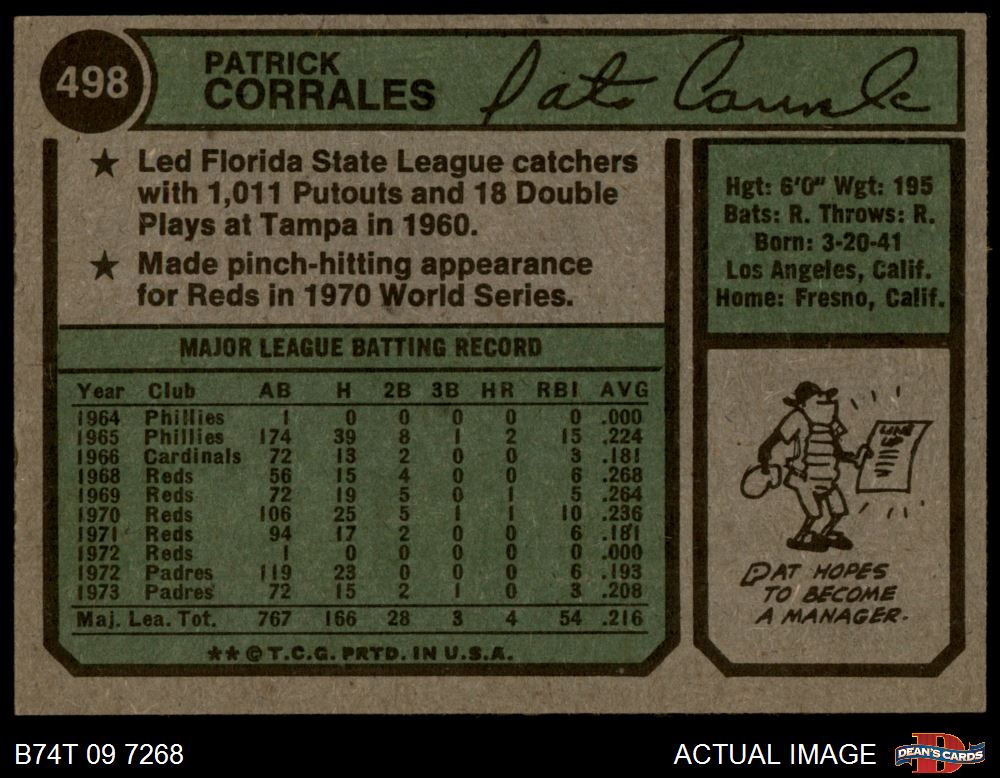 498
PATRICK
CORRALES
Pat Corrales
★ Led Florida State League catchers
with 1,011 Putouts and 18 Double
Plays at Tampa in 1960.
★ Made pinch-hitting appearance
for Reds in 1970 World Series.
Hgt: 6'0" Wgt: 195
Bats: R. Throws: R.
Born: 3-20-41
Los Angeles, Calif.
Home: Fresno, Calif.
MAJOR LEAGUE BATTING RECORD
Year Club AB H 2B 3B HR RBI AVG
1964 Phillies 1 0 0 0 0 0 .000
1965 Phillies 174 39 8 1 2 15 .224
1966 Cardinals 72 13 2 0 0 3 .181
1968 Reds 56 15 4 0 0 6 .268
1969 Reds 72 19 5 0 1 5 .264
1970 Reds 106 25 5 1 1 10 .236
1971 Reds 94 17 2 0 0 6 .181
1972 Reds 1 0 0 0 0 0 .000
1972 Padres 119 23 0 0 0 6 .193
1973 Padres 72 15 2 1 0 3 .208
Maj. Lea. Tot. 767 166 28 3 4 54 .216
** © T.C.G. PRTD. IN U.S.A.
LINE
UP
PAT HOPES
TO BECOME
A MANAGER.
B74T 09 7268
ACTUAL IMAGE
DEAN'S CARDS